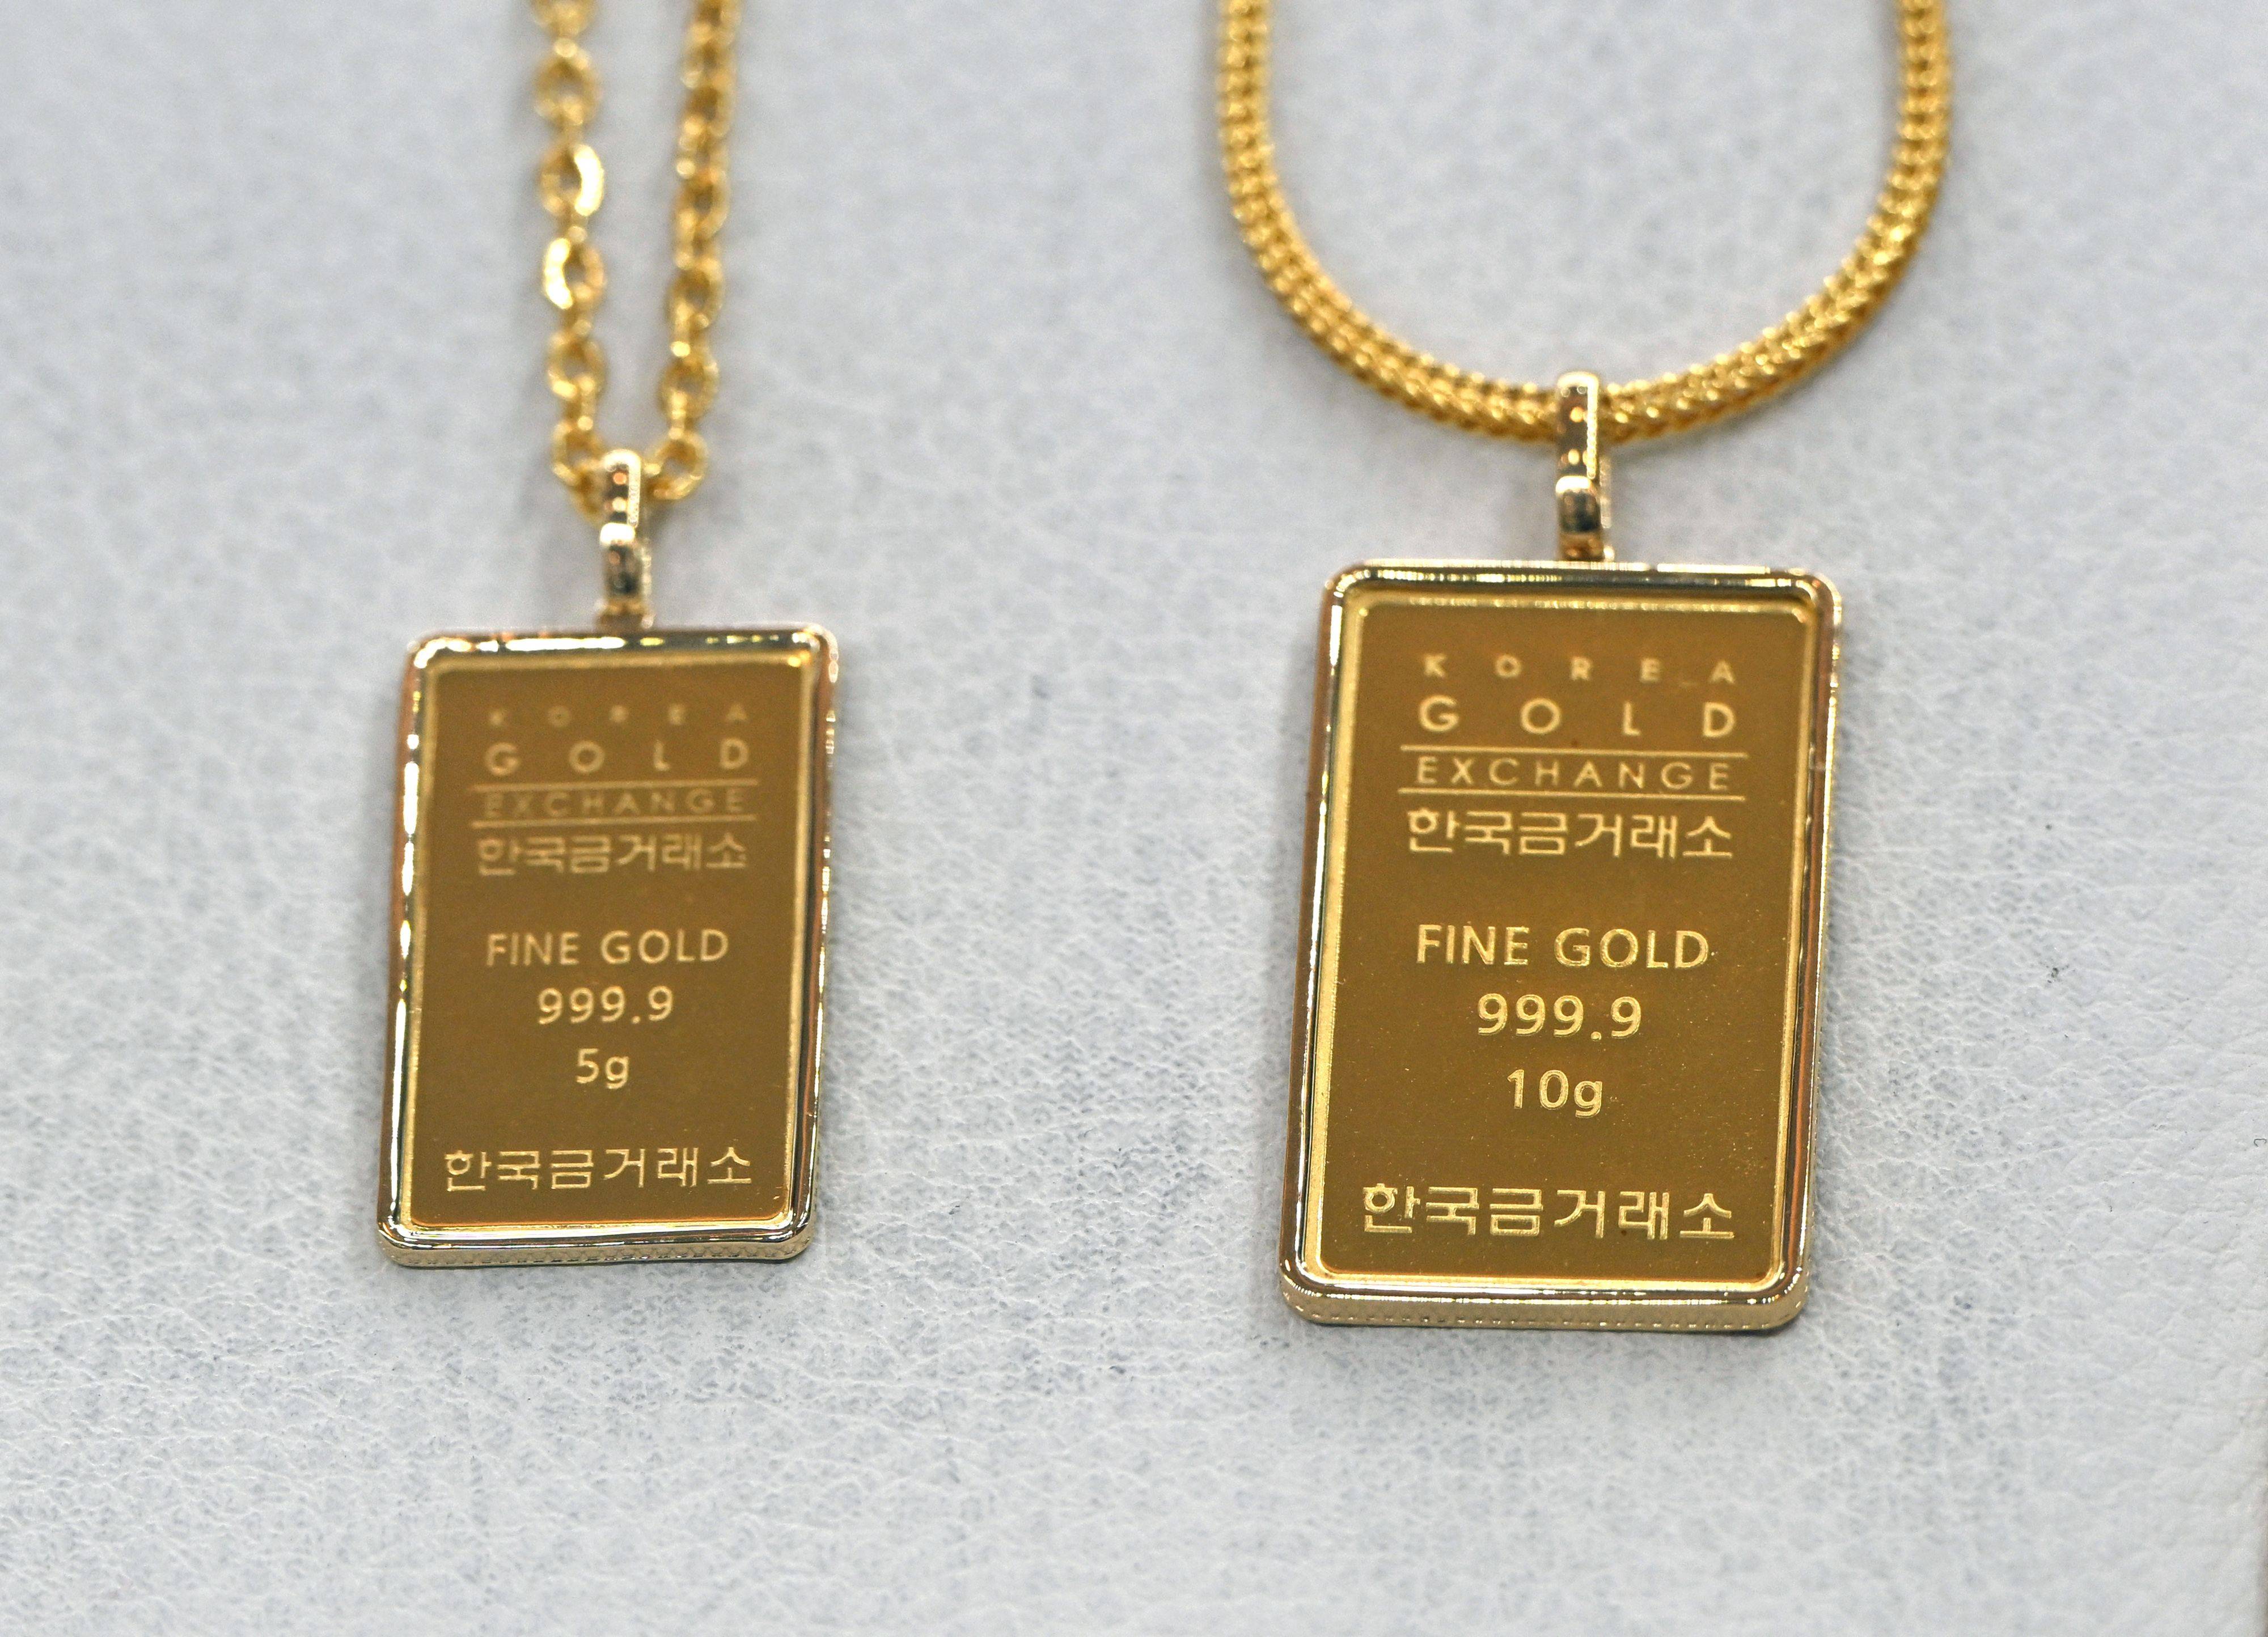 K O R E A
G O L D
EXCHANGE
한국금거래소
FINE GOLD
999.9
5g
한국금거래소
K O R E A
G O L D
EXCHANGE
한국금거래소
FINE GOLD
999.9
10g
한국금거래소